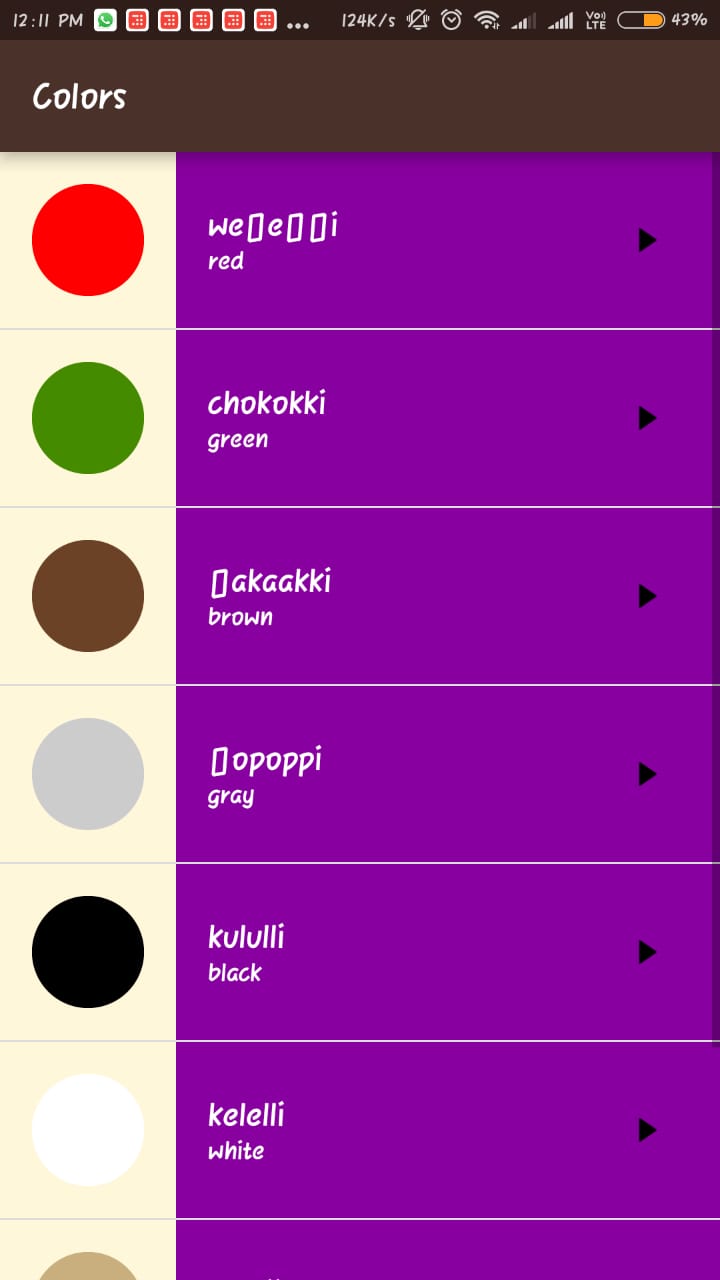 12:11 PM
124K/s
Vo)
LTE
43%
Colors
we▯e▯▯i
red
chokokki
green
▯akaakki
brown
▯opoppi
gray
kululli
black
kelelli
white